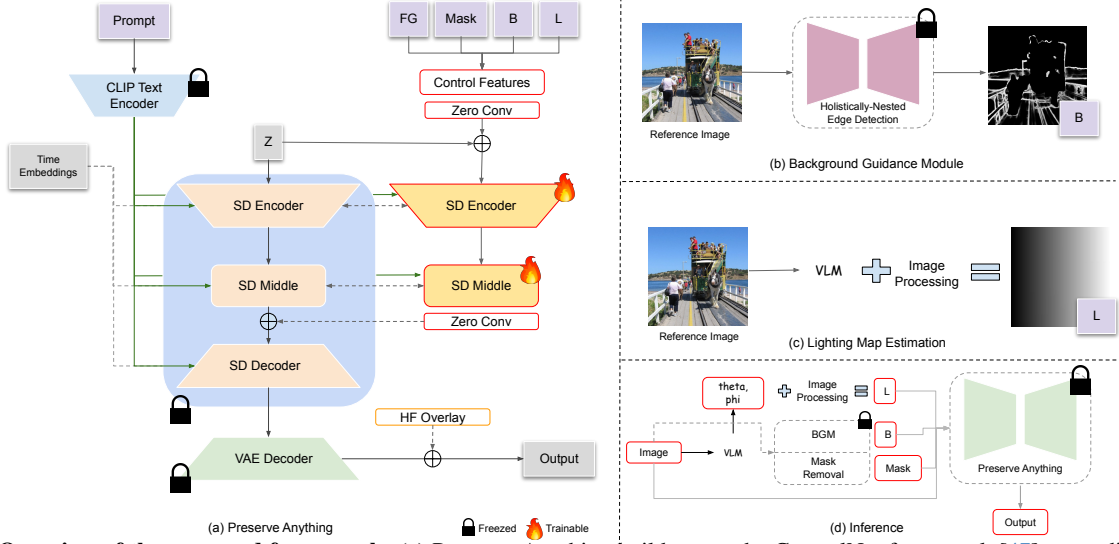 Prompt
FG
Mask
B
L
CLIP Text
Encoder
Control Features
Zero Conv
Time
Embeddings
Z
SD Encoder
SD Encoder
SD Middle
SD Middle
Zero Conv
SD Decoder
HF Overlay
VAE Decoder
Output
(a) Preserve Anything
Freezed
Trainable
Reference Image
Holistically-Nested
Edge Detection
B
(b) Background Guidance Module
VLM
Image
Processing
L
Reference Image
(c) Lighting Map Estimation
theta,
phi
Image
Processing
L
Image
VLM
BGM
B
Mask
Removal
Mask
Preserve Anything
Output
(d) Inference